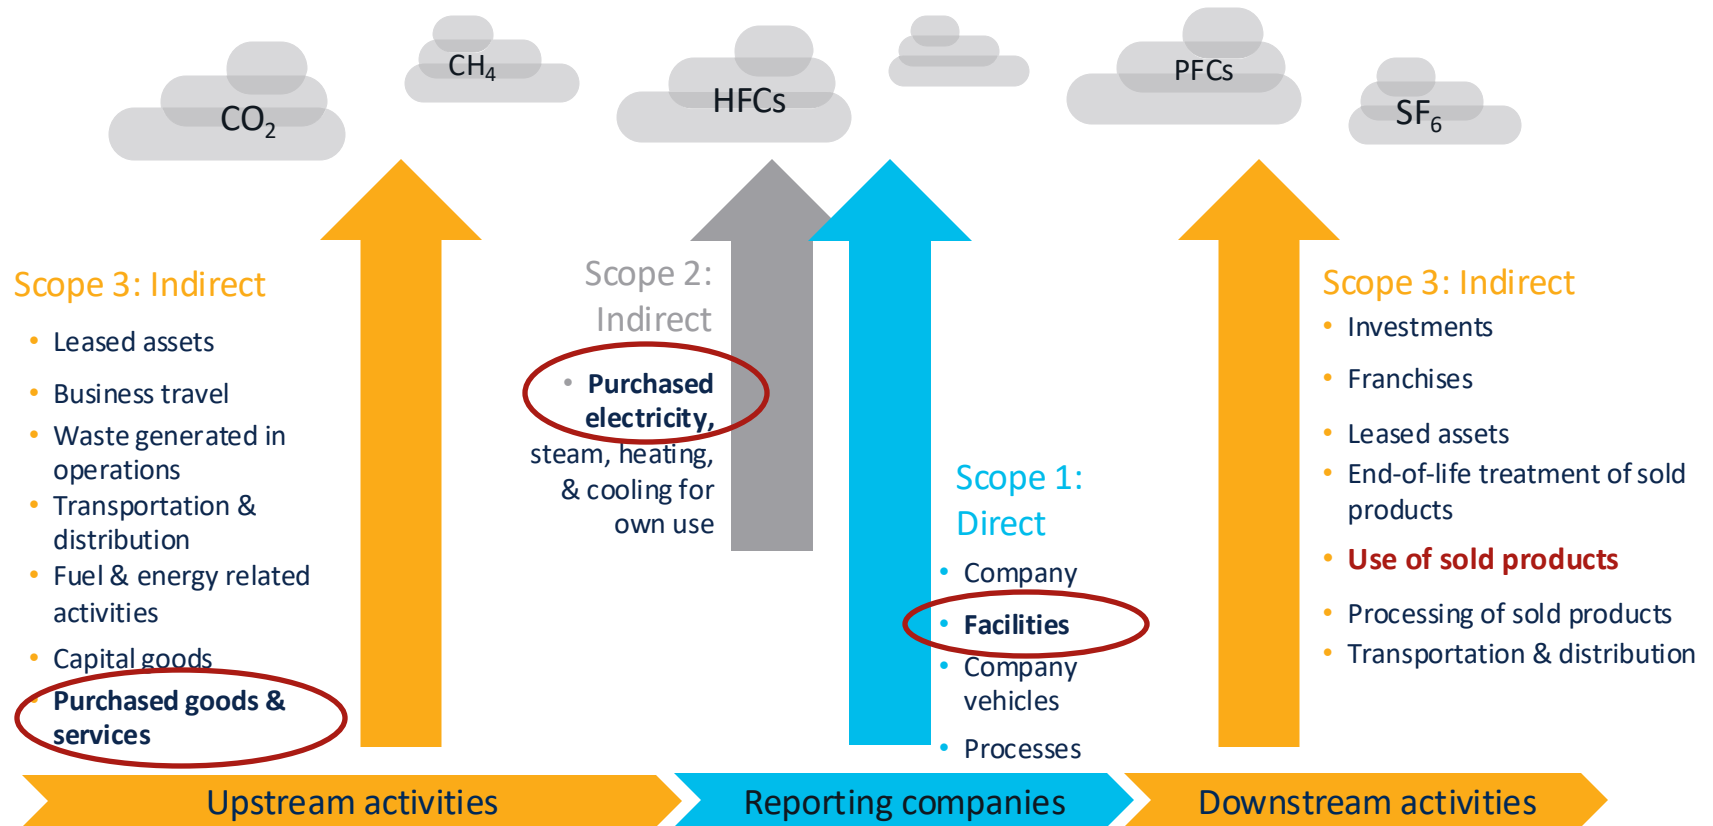 CO₂
CH₄
HFCs
PFCs
SF₆
Scope 3: Indirect
• Leased assets
• Business travel
• Waste generated in
operations
• Transportation &
distribution
• Fuel & energy related
activities
• Capital goods
• Purchased goods &
services
Scope 2:
Indirect
• Purchased
electricity,
steam, heating,
& cooling for
own use
Scope 1:
Direct
• Company
• Facilities
• Company
vehicles
• Processes
Scope 3: Indirect
• Investments
• Franchises
• Leased assets
• End-of-life treatment of sold
products
• Use of sold products
• Processing of sold products
• Transportation & distribution
Upstream activities
Reporting companies
Downstream activities